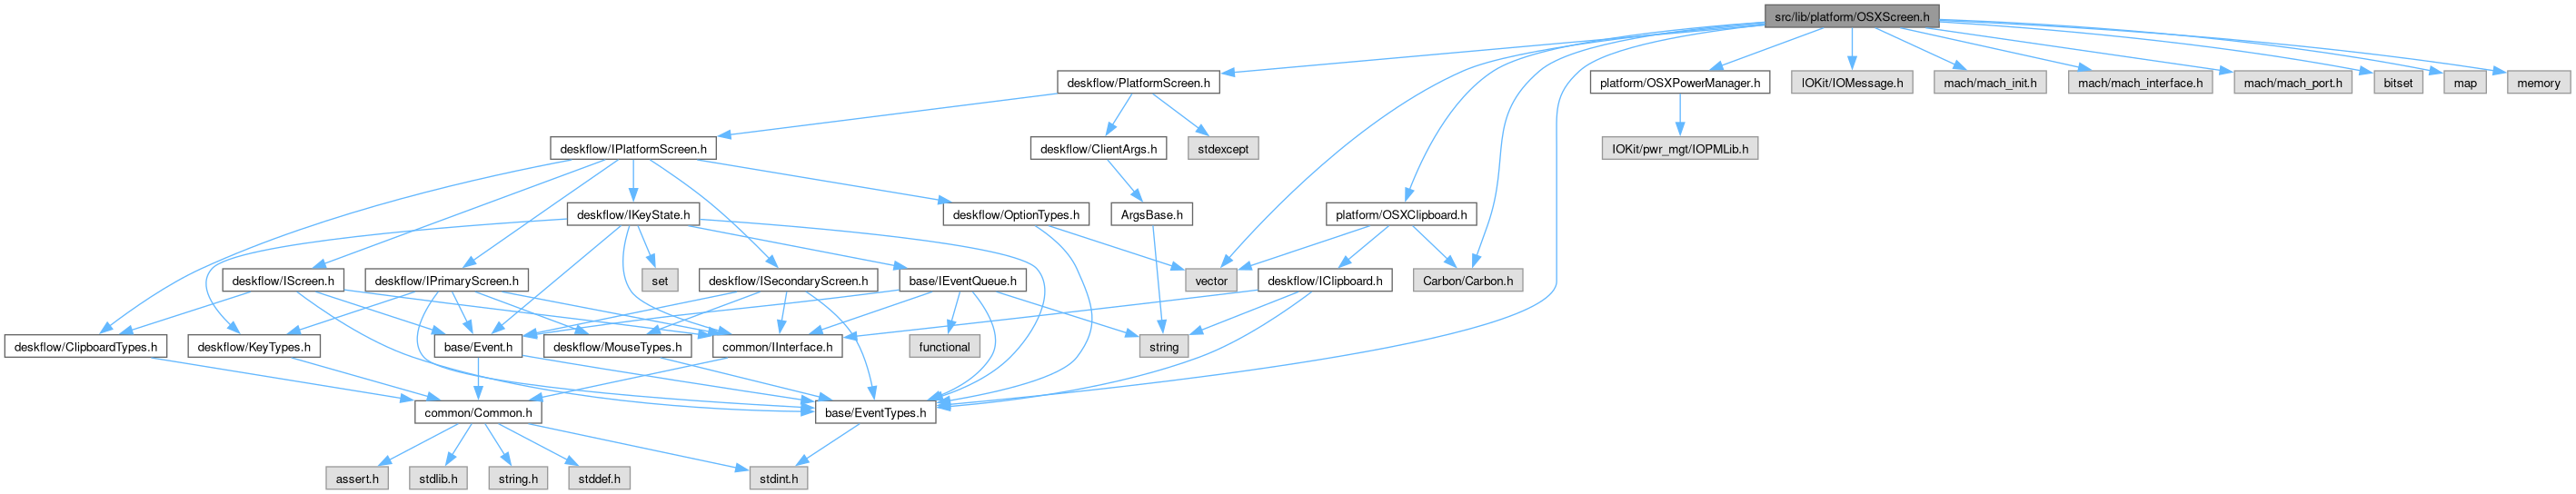 src/lib/platform/OSXScreen.h
deskflow/PlatformScreen.h
platform/OSXPowerManager.h
IOKit/IOMessage.h
mach/mach_init.h
mach/mach_interface.h
mach/mach_port.h
bitset
map
memory
deskflow/IPlatformScreen.h
deskflow/ClientArgs.h
stdexcept
IOKit/pwr_mgt/IOPMLib.h
deskflow/IKeyState.h
deskflow/OptionTypes.h
ArgsBase.h
platform/OSXClipboard.h
deskflow/IScreen.h
deskflow/IPrimaryScreen.h
set
deskflow/ISecondaryScreen.h
base/IEventQueue.h
vector
deskflow/IClipboard.h
Carbon/Carbon.h
deskflow/ClipboardTypes.h
deskflow/KeyTypes.h
base/Event.h
deskflow/MouseTypes.h
common/IInterface.h
functional
string
common/Common.h
base/EventTypes.h
assert.h
stdlib.h
string.h
stddef.h
stdint.h